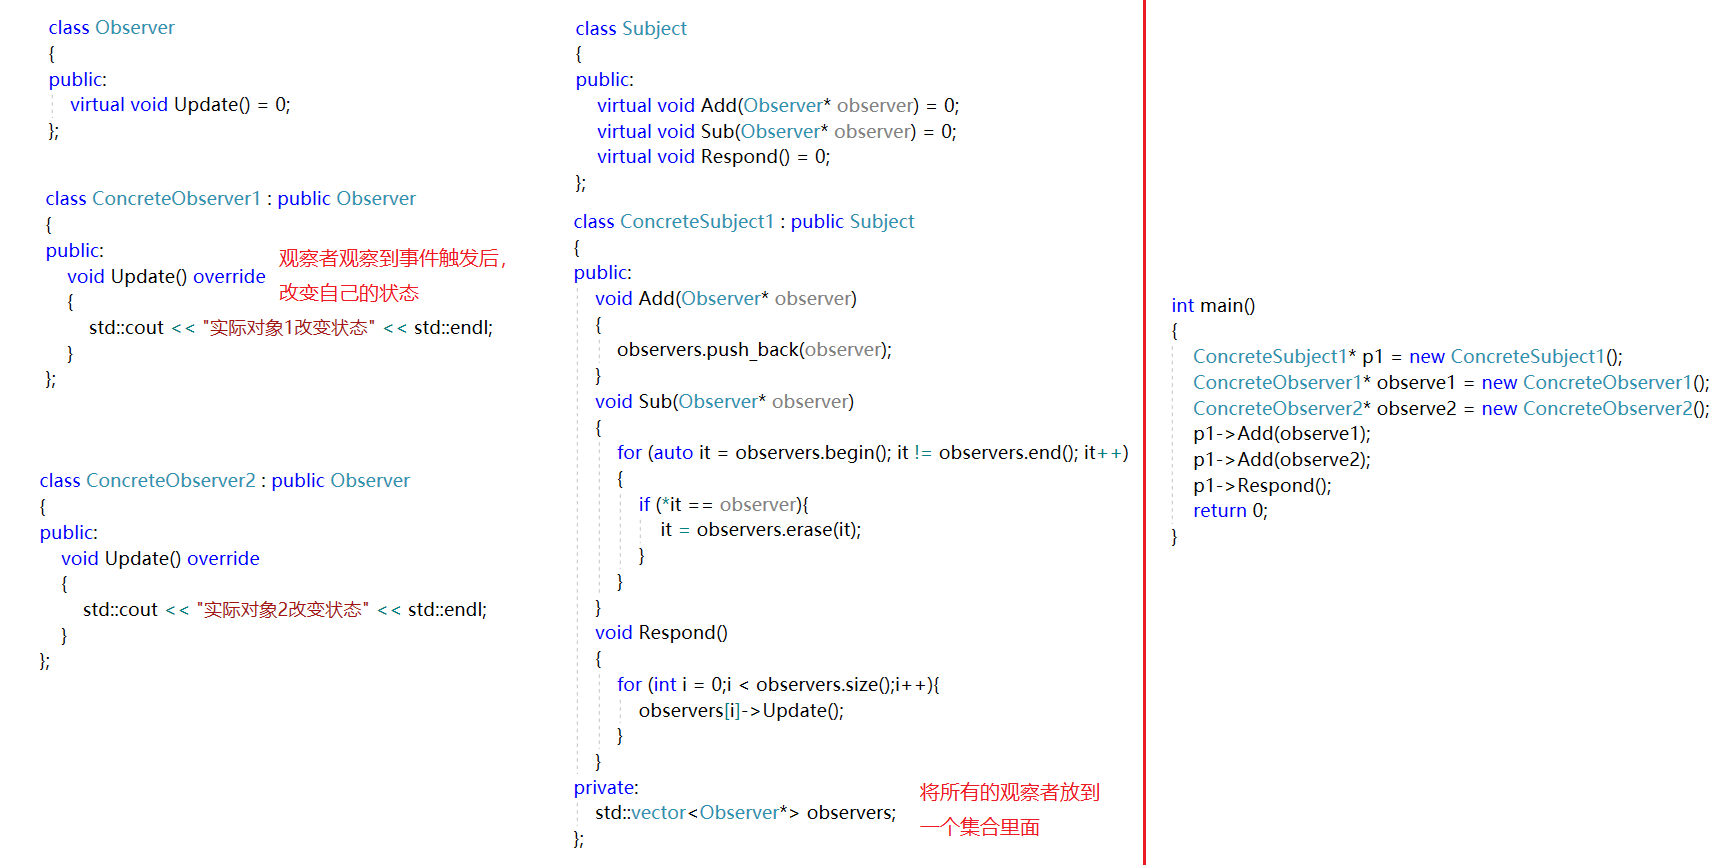 class Observer
{
public:
virtual void Update() = 0;
};
class ConcreteObserver1 : public Observer
{
public:
void Update() override
{
std::cout << "实际对象1改变状态" << std::endl;
}
};
观察者观察到事件触发后，
改变自己的状态
class ConcreteObserver2 : public Observer
{
public:
void Update() override
{
std::cout << "实际对象2改变状态" << std::endl;
}
};
class Subject
{
public:
virtual void Add(Observer* observer) = 0;
virtual void Sub(Observer* observer) = 0;
virtual void Respond() = 0;
};
class ConcreteSubject1 : public Subject
{
public:
void Add(Observer* observer)
{
observers.push_back(observer);
}
void Sub(Observer* observer)
{
for (auto it = observers.begin(); it != observers.end(); it++)
{
if (*it == observer){
it = observers.erase(it);
}
}
}
void Respond()
{
for (int i = 0;i < observers.size();i++){
observers[i]->Update();
}
}
private:
std::vector<Observer*> observers;
};
将所有的观察者放到
一个集合里面
int main()
{
ConcreteSubject1* p1 = new ConcreteSubject1();
ConcreteObserver1* observe1 = new ConcreteObserver1();
ConcreteObserver2* observe2 = new ConcreteObserver2();
p1->Add(observe1);
p1->Add(observe2);
p1->Respond();
return 0;
}